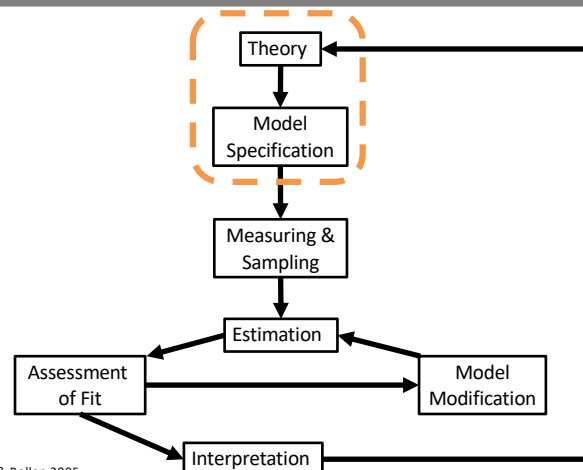 Theory
Model
Specification
Measuring &
Sampling
Estimation
Assessment
of Fit
Model
Modification
Interpretation